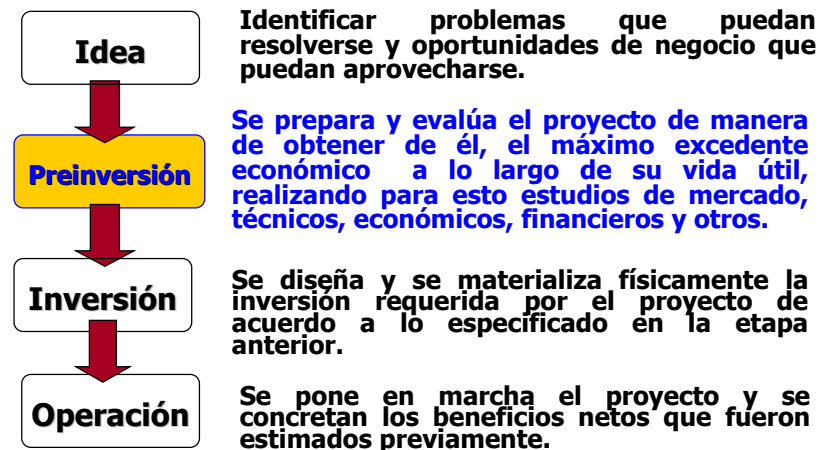 Idea
Identificar problemas que puedan
resolverse y oportunidades de negocio que
puedan aprovecharse.
Preinversión
Se prepara y evalúa el proyecto de manera
de obtener de él, el máximo excedente
económico a lo largo de su vida útil,
realizando para esto estudios de mercado,
técnicos, económicos, financieros y otros.
Inversión
Se diseña y se materializa físicamente la
inversión requerida por el proyecto de
acuerdo a lo especificado en la etapa
anterior.
Operación
Se pone en marcha el proyecto y se
concretan los beneficios netos que fueron
estimados previamente.